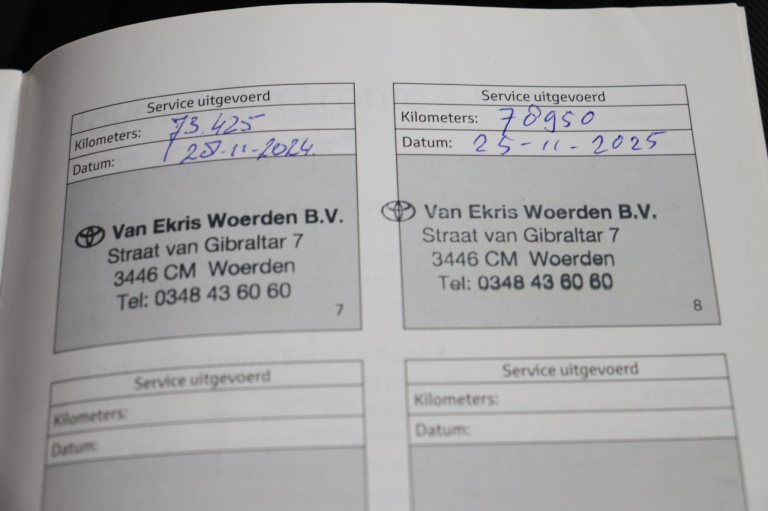 Service uitgevoerd
Kilometers: 73.425
Datum: 25-11-2024.
Van Ekris Woerden B.V.
Straat van Gibraltar 7
3446 CM Woerden
Tel: 0348 43 60 60
7
Service uitgevoerd
Kilometers: 78950
Datum: 25-11-2025
Van Ekris Woerden B.V.
Straat van Gibraltar 7
3446 CM Woerden
Tel: 0348 43 60 60
8
Service uitgevoerd
Kilometers:
Datum:
Service uitgevoerd
Kilometers:
Datum: